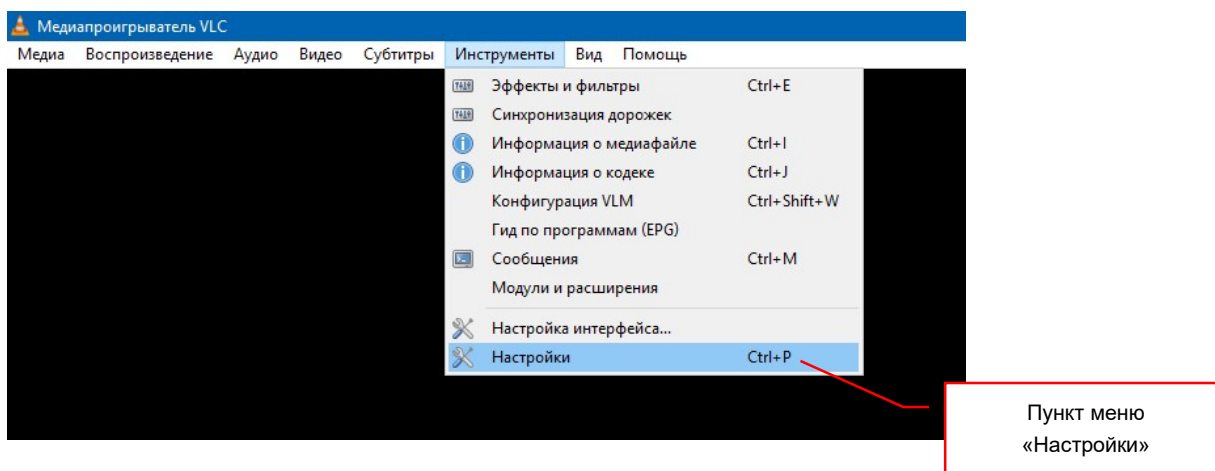 Медиапроигрыватель VLC
Медиа Воспроизведение Аудио Видео Субтитры Инструменты Вид Помощь
Эффекты и фильтры Ctrl+E
Синхронизация дорожек
Информация о медиафайле Ctrl+I
Информация о кодеке Ctrl+J
Конфигурация VLM Ctrl+Shift+W
Гид по программам (EPG)
Сообщения Ctrl+M
Модули и расширения
Настройка интерфейса...
Настройки Ctrl+P
Пункт меню
«Настройки»